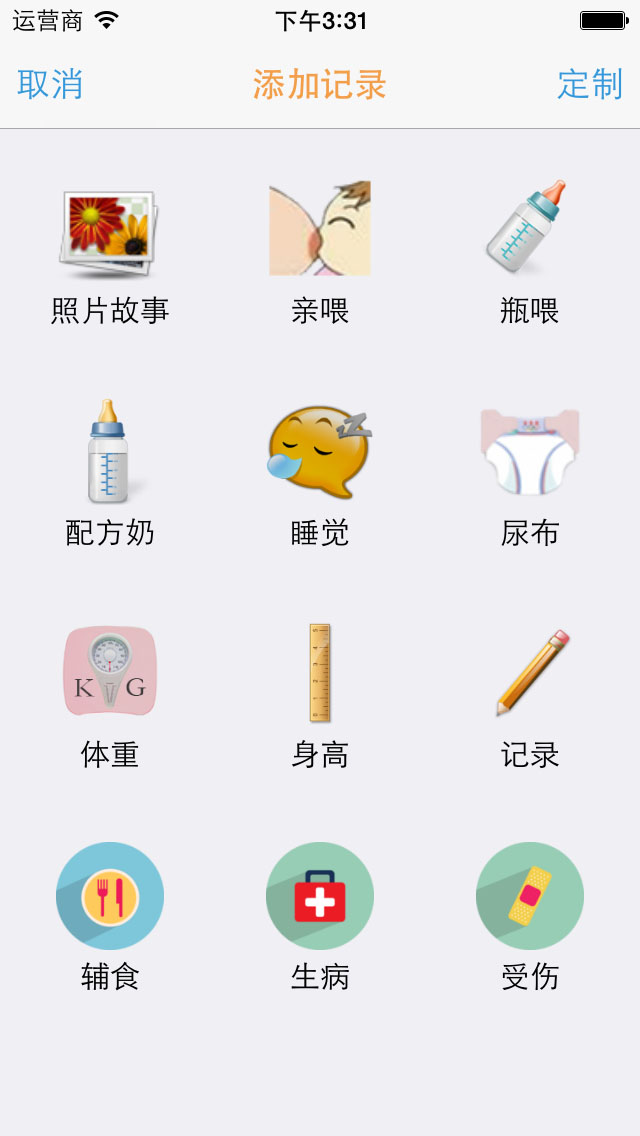 运营商 下午3:31
取消 添加记录 定制
照片故事 亲喂 瓶喂
配方奶 睡觉 尿布
K G
体重 身高 记录
辅食 生病 受伤